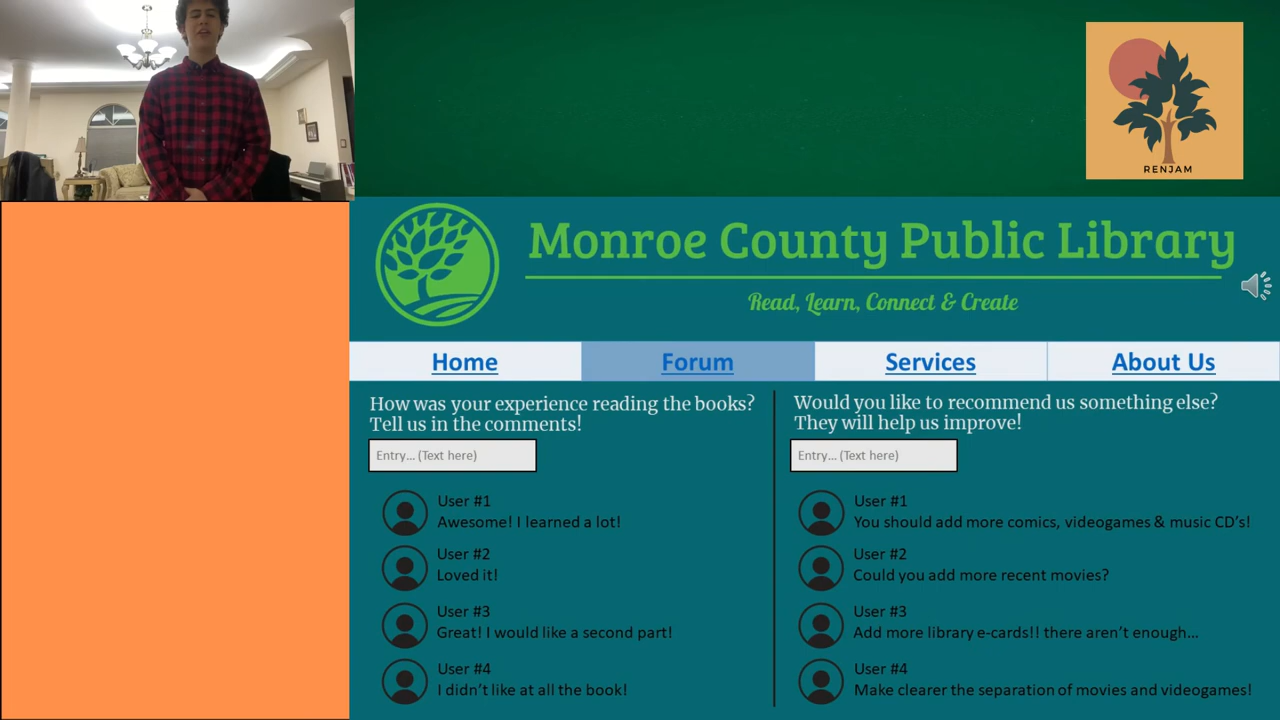 RENJAM
Monroe County Public Library
Read, Learn, Connect & Create
Home Forum Services About Us
How was your experience reading the books?
Tell us in the comments!
Entry... (Text here)
User #1
Awesome! I learned a lot!
User #2
Loved it!
User #3
Great! I would like a second part!
User #4
I didn't like at all the book!
Would you like to recommend us something else?
They will help us improve!
Entry... (Text here)
User #1
You should add more comics, videogames & music CD's!
User #2
Could you add more recent movies?
User #3
Add more library e-cards!! there aren't enough...
User #4
Make clearer the separation of movies and videogames!